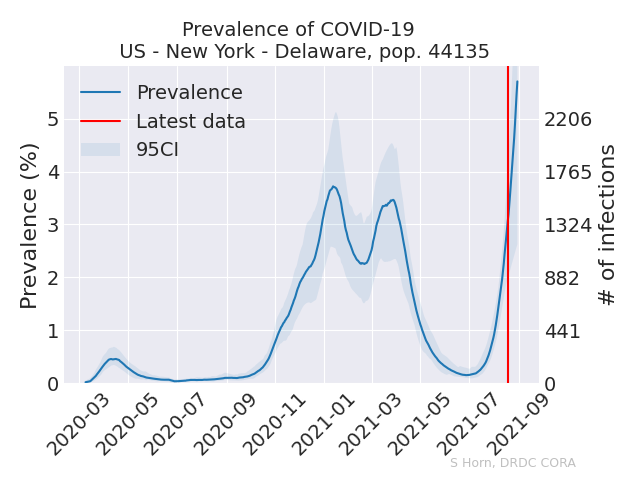 Prevalence of COVID-19
US - New York - Delaware, pop. 44135
Prevalence
Latest data
95CI
Prevalence (%)
5
4
3
2
1
0
2206
1765
1324
882
441
0
# of infections
2020-03
2020-05
2020-07
2020-09
2020-11
2021-01
2021-03
2021-05
2021-07
2021-09
S Horn, DRDC CORA